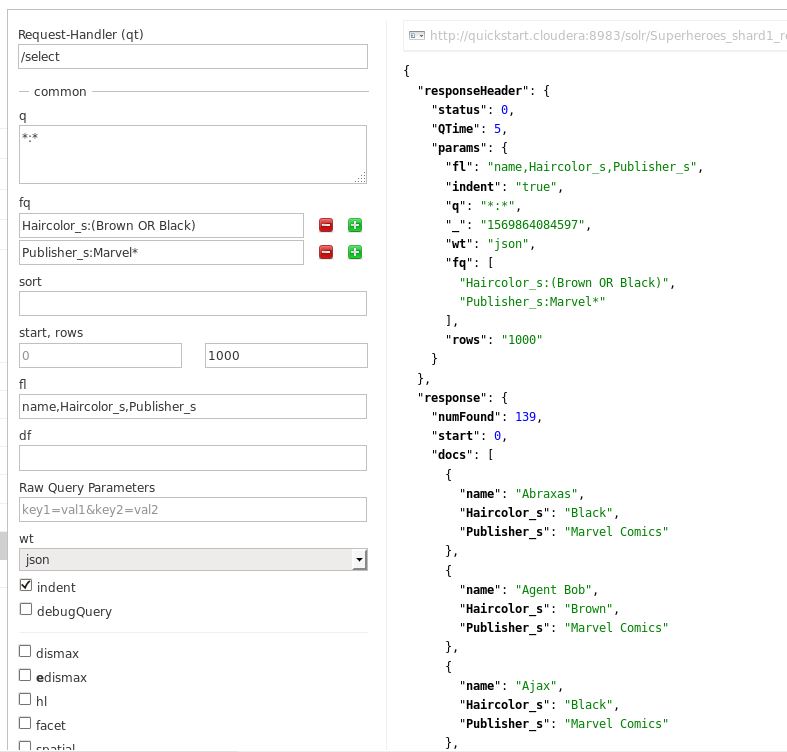 Request-Handler (qt)
/select
common
q
*:*
fq
Haircolor_s:(Brown OR Black)
Publisher_s:Marvel*
sort
start, rows
0 1000
fl
name,Haircolor_s,Publisher_s
df
Raw Query Parameters
key1=val1&key2=val2
wt
json
indent
debugQuery
dismax
edismax
hl
facet
spatial
http://quickstart.cloudera:8983/solr/Superheroes_shard1_re
{
"responseHeader": {
"status": 0,
"QTime": 5,
"params": {
"fl": "name,Haircolor_s,Publisher_s",
"indent": "true",
"q": "*:*",
"_": "1569864084597",
"wt": "json",
"fq": [
"Haircolor_s:(Brown OR Black)",
"Publisher_s:Marvel*"
],
"rows": "1000"
}
},
"response": {
"numFound": 139,
"start": 0,
"docs": [
{
"name": "Abraxas",
"Haircolor_s": "Black",
"Publisher_s": "Marvel Comics"
},
{
"name": "Agent Bob",
"Haircolor_s": "Brown",
"Publisher_s": "Marvel Comics"
},
{
"name": "Ajax",
"Haircolor_s": "Black",
"Publisher_s": "Marvel Comics"
},